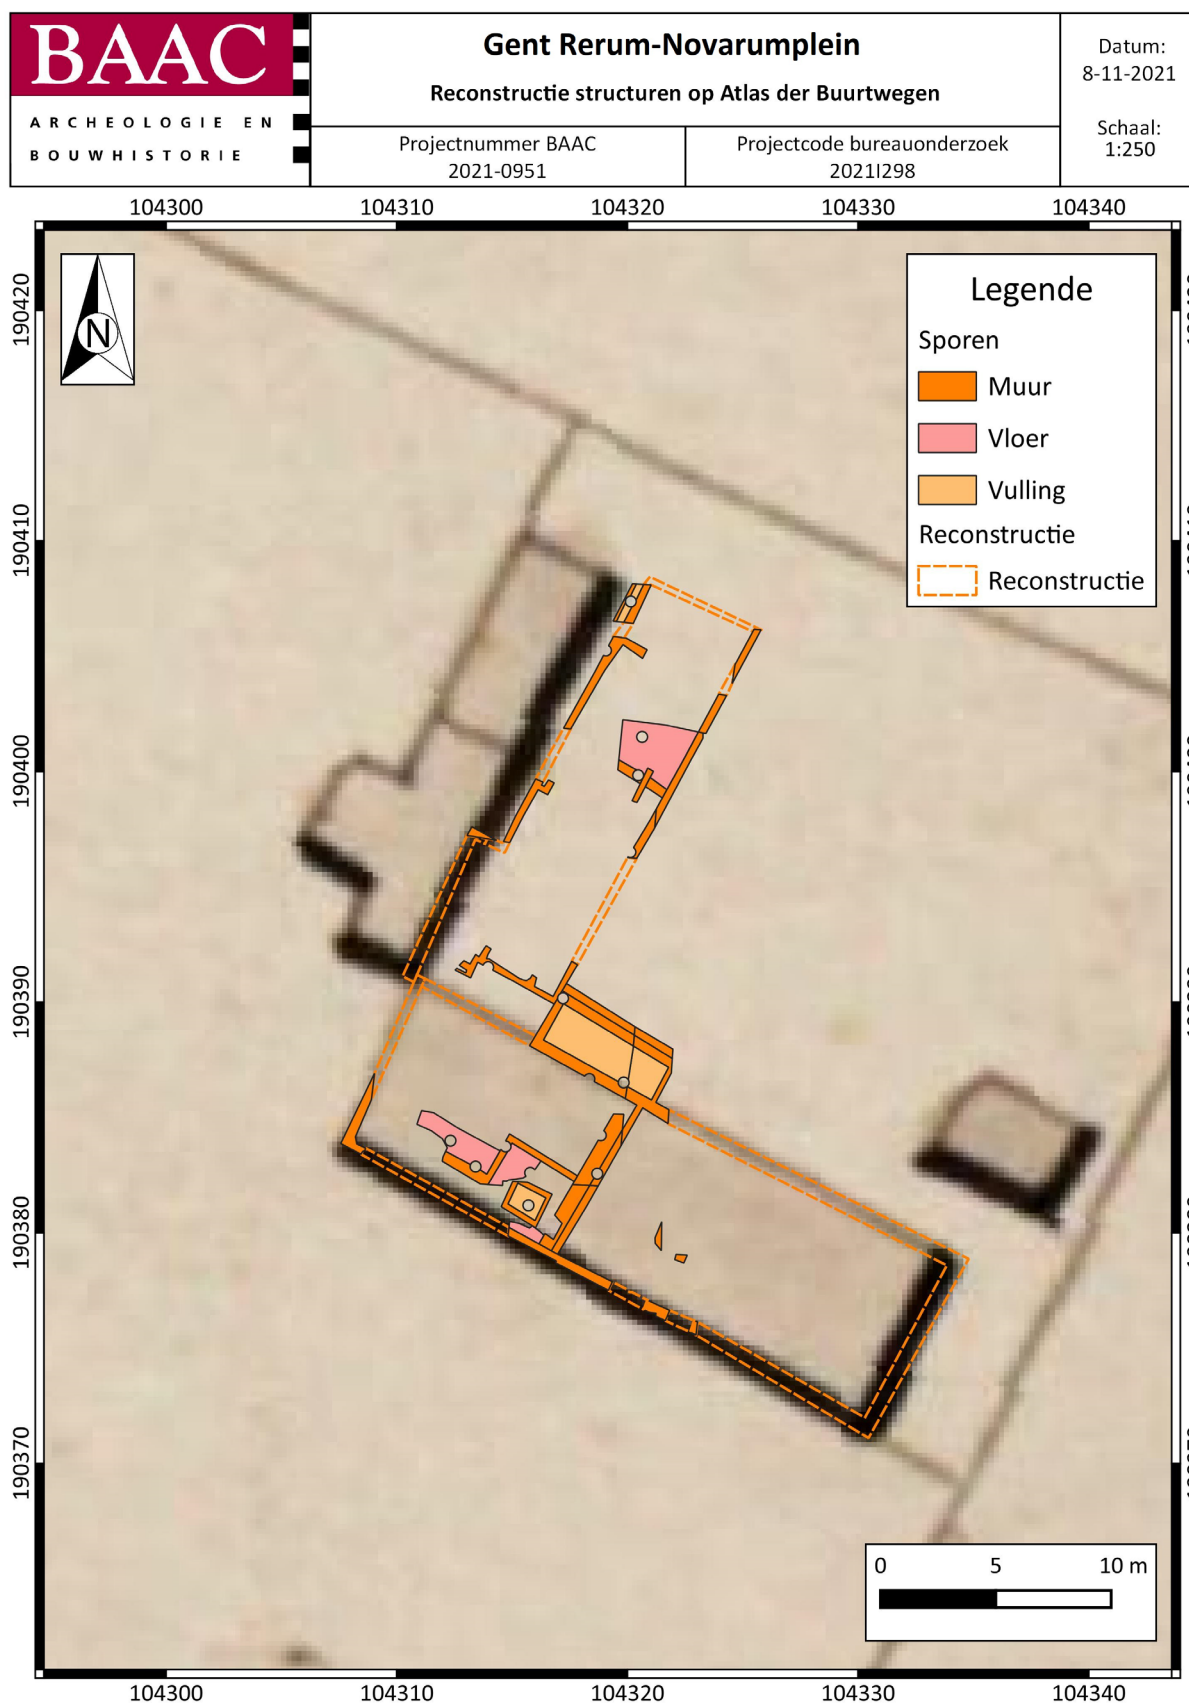 BAAC
ARCHEOLOGIE EN
BOUWHISTORIE
Gent Rerum-Novarumplein
Reconstructie structuren op Atlas der Buurtwegen
Projectnummer BAAC
2021-0951
Projectcode bureauonderzoek
2021I298
Datum:
8-11-2021
Schaal:
1:250
104300 104310 104320 104330 104340
190420
190410
190400
190390
190380
190370
N
Legende
Sporen
Muur
Vloer
Vulling
Reconstructie
Reconstructie
0 5 10 m
104300 104310 104320 104330 104340